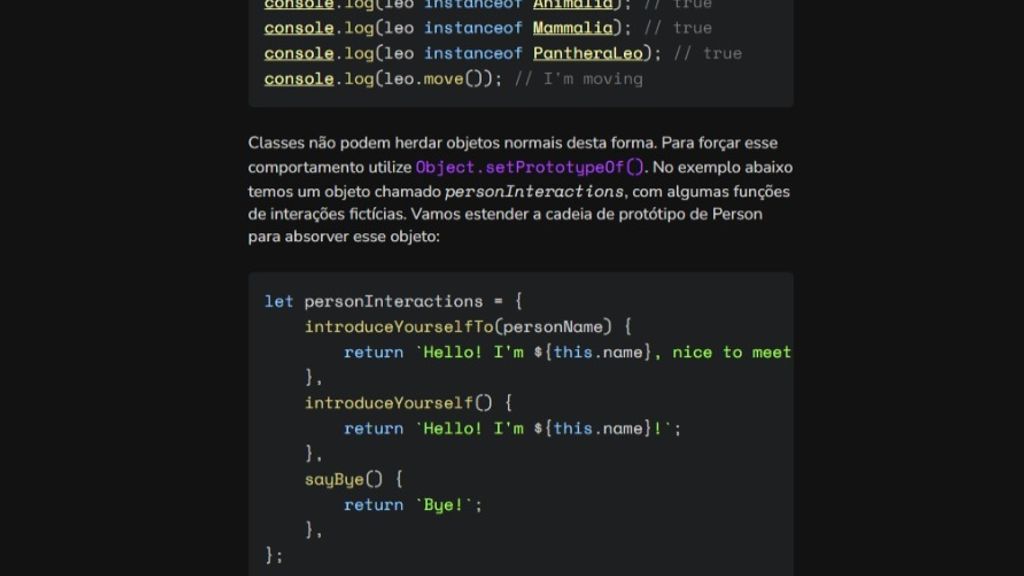 console.log(leo instanceof Animalia); // true
console.log(leo instanceof Mammalia); // true
console.log(leo instanceof PantheraLeo); // true
console.log(leo.move()); // I'm moving
Classes não podem herdar objetos normais desta forma. Para forçar esse
comportamento utilize Object.setPrototypeOf(). No exemplo abaixo
temos um objeto chamado personInteractions, com algumas funções
de interações fictícias. Vamos estender a cadeia de protótipo de Person
para absorver esse objeto:
let personInteractions = {
introduceYourselfTo(personName) {
return `Hello! I'm ${this.name}, nice to meet
},
introduceYourself() {
return `Hello! I'm ${this.name}!`;
},
sayBye() {
return `Bye!`;
},
};